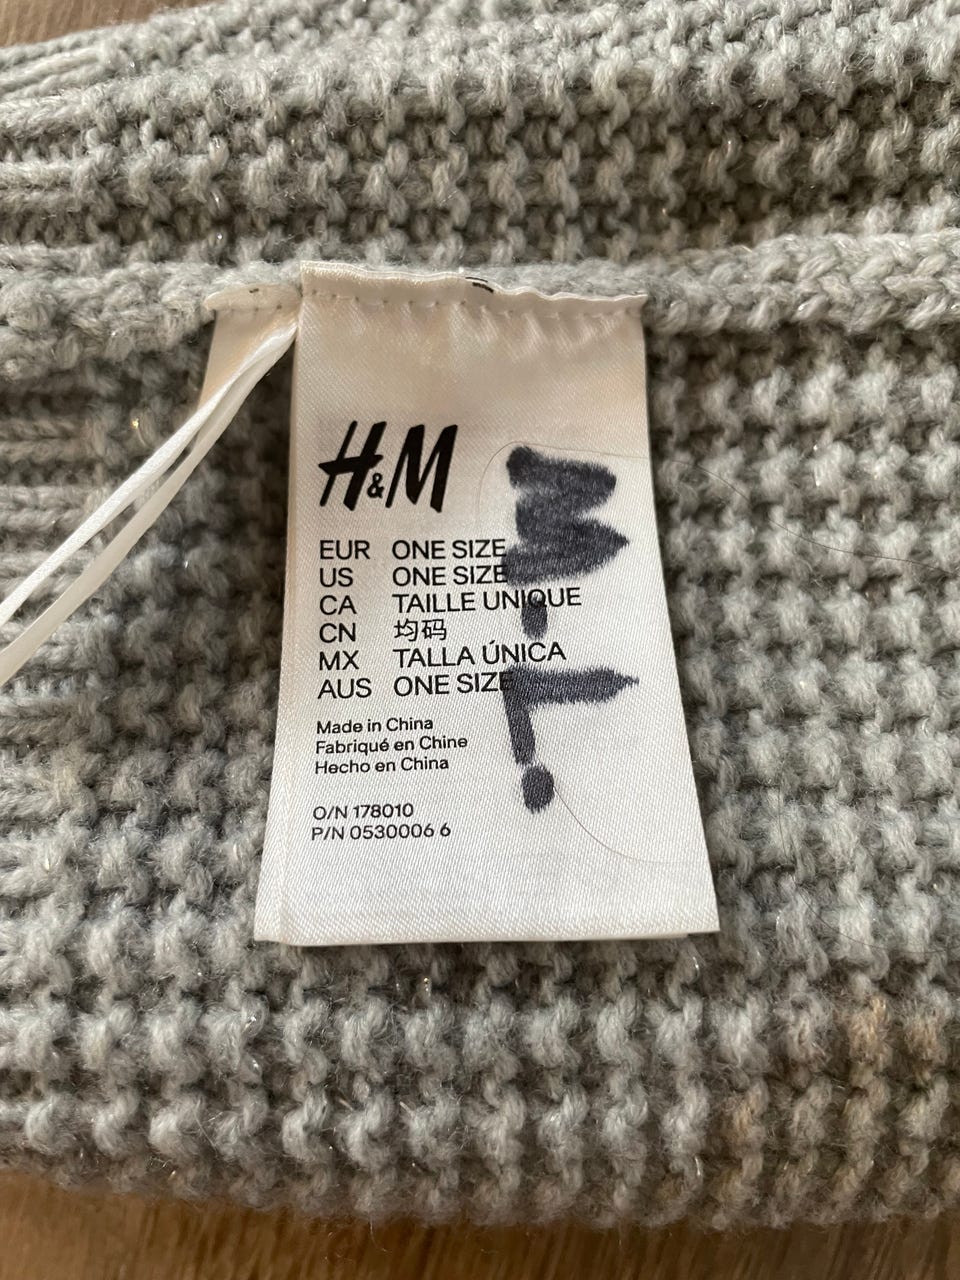 H&M
EUR ONE SIZE
US ONE SIZE
CA TAILLE UNIQUE
CN 均码
MX TALLA ÚNICA
AUS ONE SIZE
Made in China
Fabriqué en Chine
Hecho en China
O/N 178010
P/N 0530006 6